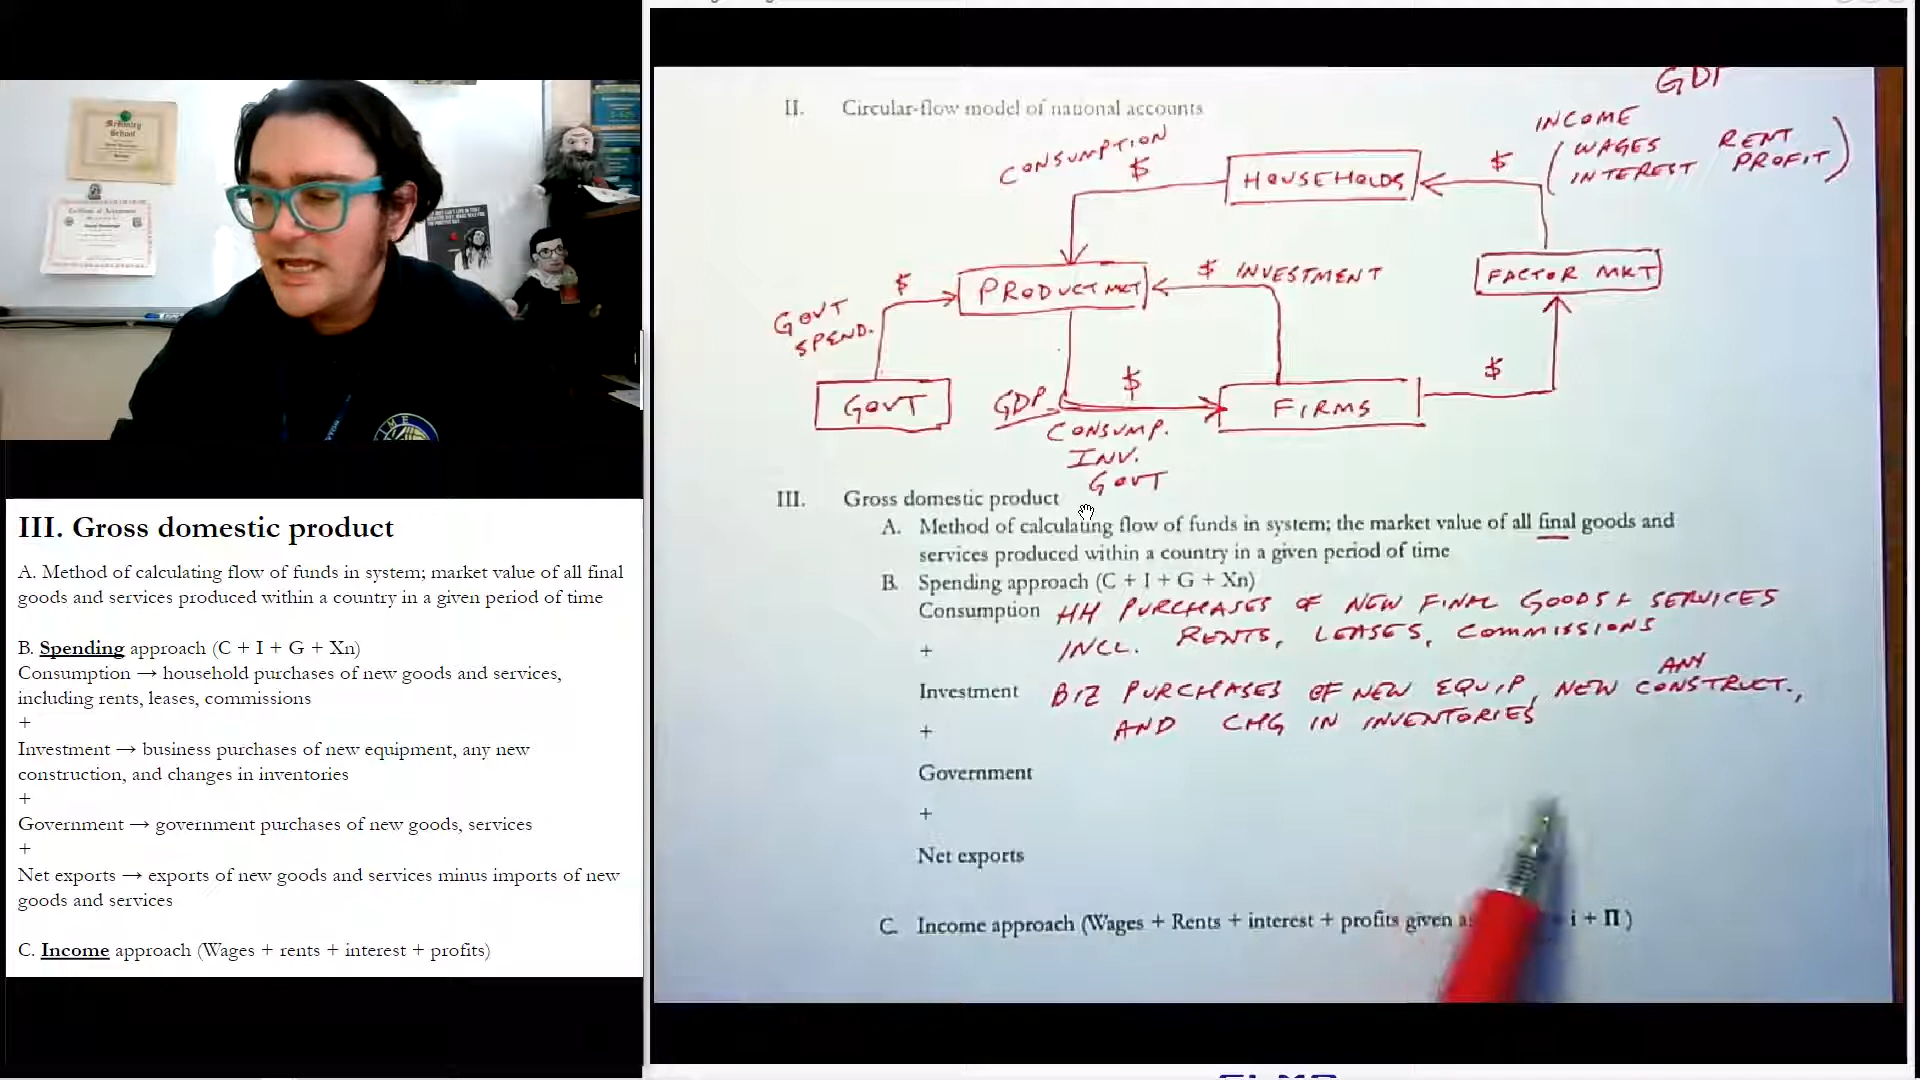 McKinley
School
GDP
II. Circular-flow model of national accounts
CONSUMPTION
$
HOUSEHOLDS
$
INCOME
( WAGES RENT
INTEREST PROFIT )
FACTOR MKT
$
GOVT
SPEND.
PRODUCT MKT
$ INVESTMENT
GOVT
GDP
$
FIRMS
$
CONSUMP.
INV.
GOVT
III. Gross domestic product
A. Method of calculating flow of funds in system; the market value of all final goods and
services produced within a country in a given period of time
B. Spending approach (C + I + G + Xn)
Consumption HH PURCHASES OF NEW FINAL GOODS + SERVICES
INCL. RENTS, LEASES, COMMISSIONS
+
Investment BIZ PURCHASES OF NEW EQUIP, ANY NEW CONSTRUCT.,
AND CHG IN INVENTORIES
+
Government
+
Net exports
C. Income approach (Wages + Rents + interest + profits given i + Π )
III. Gross domestic product
A. Method of calculating flow of funds in system; market value of all final
goods and services produced within a country in a given period of time
B. Spending approach (C + I + G + Xn)
Consumption → household purchases of new goods and services,
including rents, leases, commissions
+
Investment → business purchases of new equipment, any new
construction, and changes in inventories
+
Government → government purchases of new goods, services
+
Net exports → exports of new goods and services minus imports of new
goods and services
C. Income approach (Wages + rents + interest + profits)